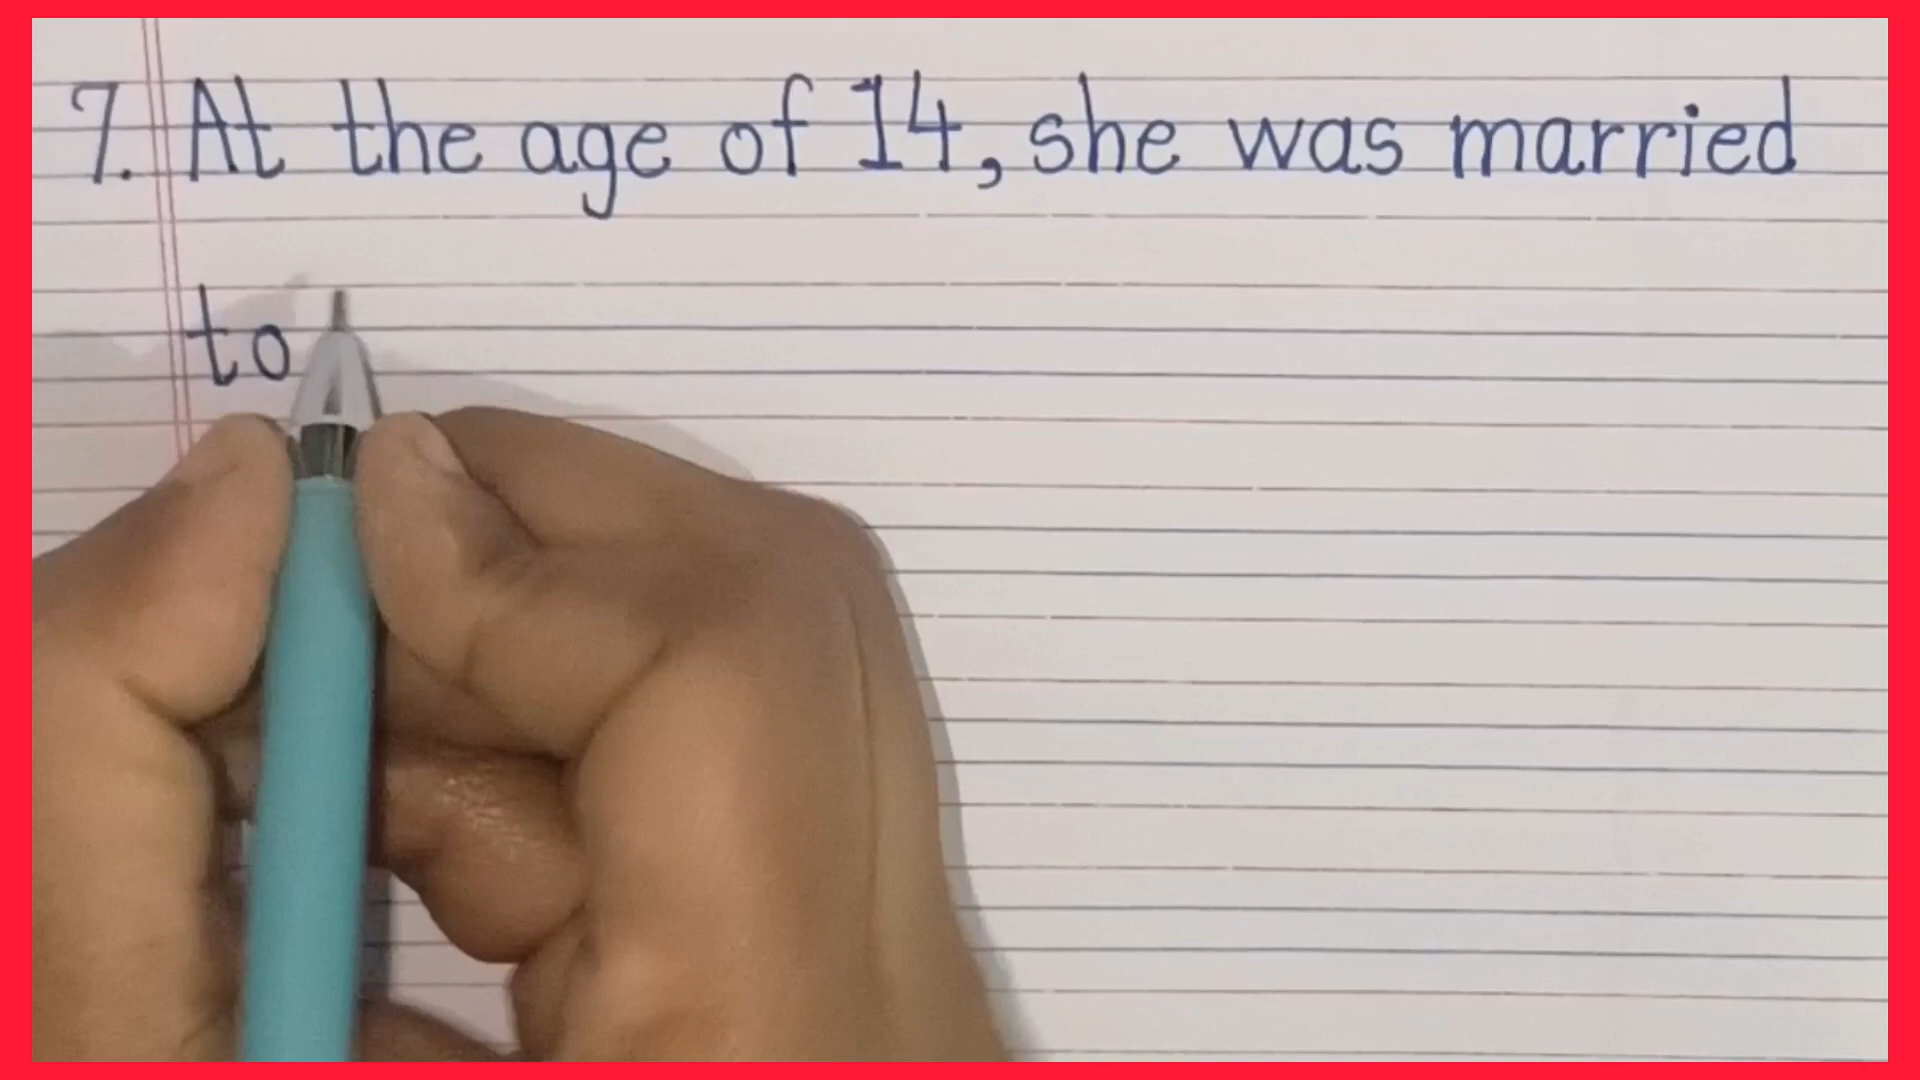 7. At the age of 14, she was married
to